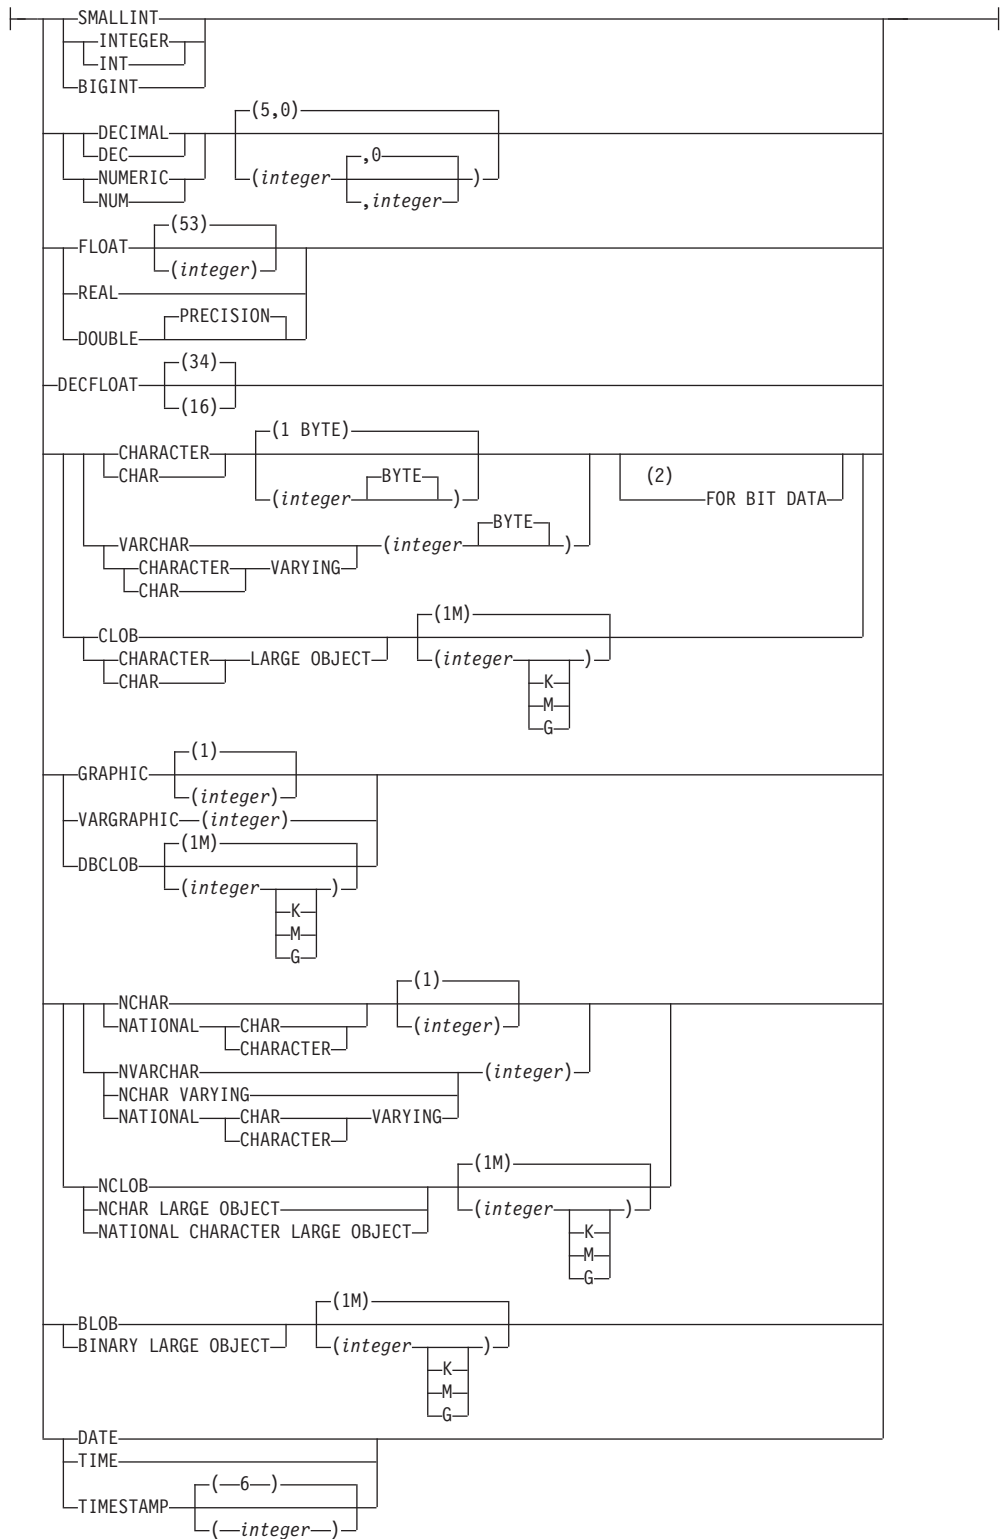 SMALLINT
INTEGER
INT
BIGINT
(5,0)
DECIMAL
DEC
,0
NUMERIC
(integer )
NUM
,integer
(53)
FLOAT
(integer)
REAL
PRECISION
DOUBLE
(34)
DECFLOAT
(16)
(1 BYTE)
CHARACTER
CHAR
BYTE
(2)
(integer )
FOR BIT DATA
BYTE
VARCHAR
(integer )
CHARACTER VARYING
CHAR
(1M)
CLOB
CHARACTER LARGE OBJECT
(integer )
CHAR
K
M
G
(1)
GRAPHIC
(integer)
VARGRAPHIC (integer)
(1M)
DBCLOB
(integer )
K
M
G
(1)
NCHAR
NATIONAL CHAR
(integer)
CHARACTER
NVARCHAR
(integer)
NCHAR VARYING
NATIONAL CHAR VARYING
CHARACTER
(1M)
NCLOB
NCHAR LARGE OBJECT
(integer )
NATIONAL CHARACTER LARGE OBJECT
K
M
G
(1M)
BLOB
BINARY LARGE OBJECT
(integer )
K
M
G
DATE
TIME
( 6 )
TIMESTAMP
( integer )